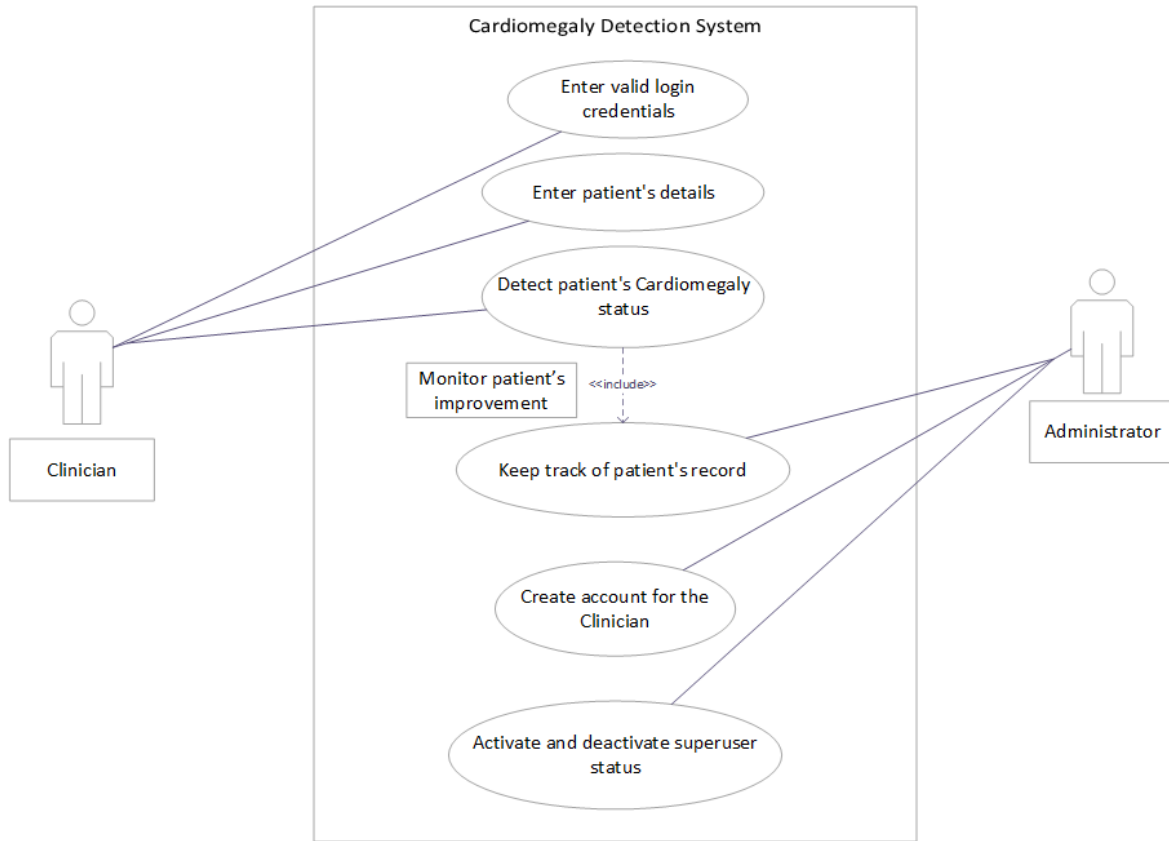 Cardiomegaly Detection System
Enter valid login
credentials
Enter patient's details
Detect patient's Cardiomegaly
status
Monitor patient’s
improvement
<<include>>
Keep track of patient's record
Clinician
Administrator
Create account for the
Clinician
Activate and deactivate superuser
status